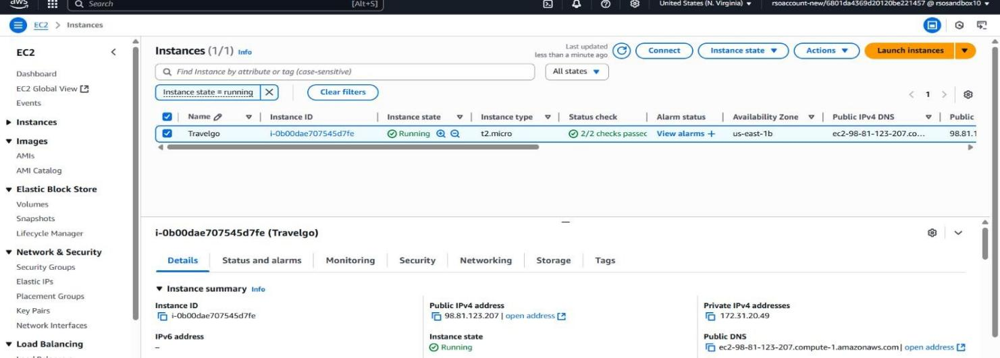 aws
Search [Alt+S] United States (N. Virginia) rsoaccount-new/6801da4369d20120be221457 @ rsosandbox10
EC2 > Instances
EC2
Dashboard
EC2 Global View
Events
Instances
Images
AMIs
AMI Catalog
Elastic Block Store
Volumes
Snapshots
Lifecycle Manager
Network & Security
Security Groups
Elastic IPs
Placement Groups
Key Pairs
Network Interfaces
Load Balancing
Instances (1/1) Info
Last updated
less than a minute ago
Connect Instance state Actions Launch instances
Find Instance by attribute or tag (case-sensitive) All states
Instance state = running Clear filters
1
Name Instance ID Instance state Instance type Status check Alarm status Availability Zone Public IPv4 DNS Public
Travelgo i-0b00dae707545d7fe Running t2.micro 2/2 checks passec View alarms + us-east-1b ec2-98-81-123-207.co... 98.81.1
i-0b00dae707545d7fe (Travelgo)
Details Status and alarms Monitoring Security Networking Storage Tags
Instance summary Info
Instance ID
i-0b00dae707545d7fe
Public IPv4 address
98.81.123.207 | open address
Private IPv4 addresses
172.31.20.49
IPv6 address
–
Instance state
Running
Public DNS
ec2-98-81-123-207.compute-1.amazonaws.com | open address